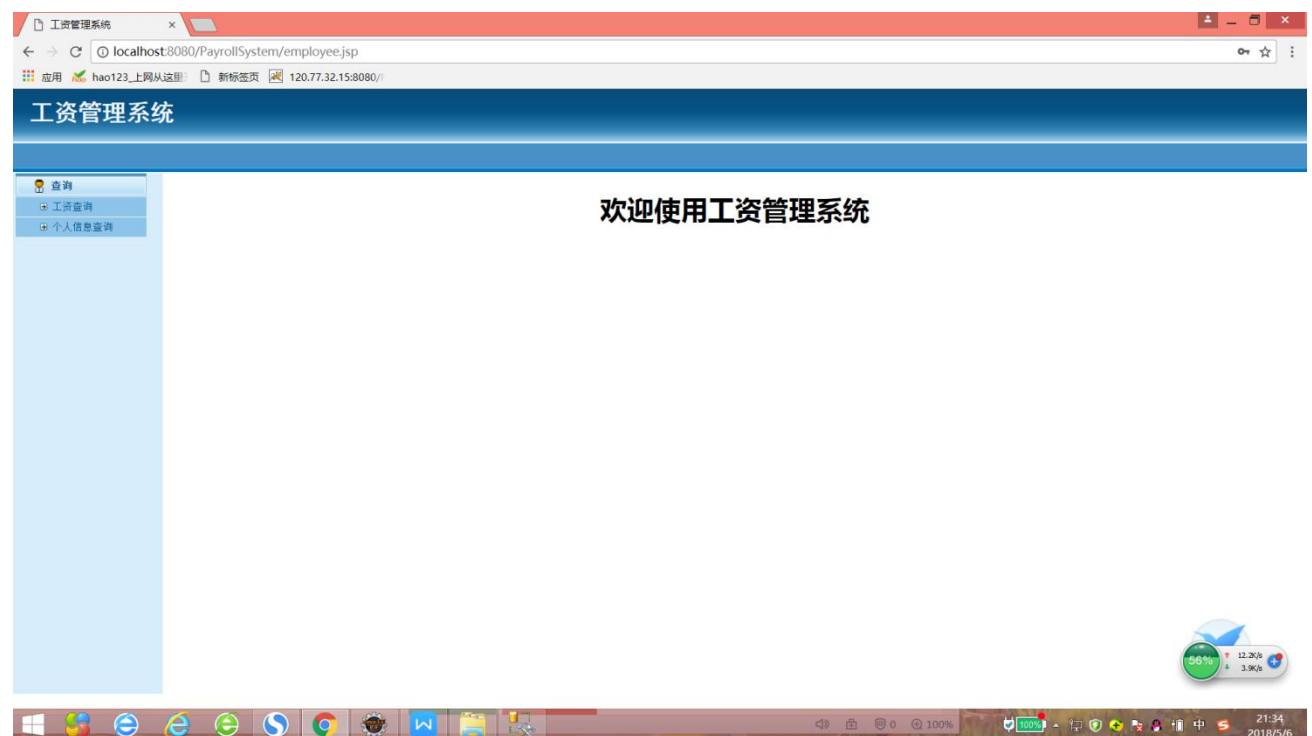 工资管理系统
localhost:8080/PayrollSystem/employee.jsp
应用 hao123_上网从这里 新标签页 120.77.32.15:8080/
工资管理系统
查询
工资查询
个人信息查询
欢迎使用工资管理系统
56% 12.2K/s
3.9K/s
0 100% 100% 中 21:34
2018/5/6